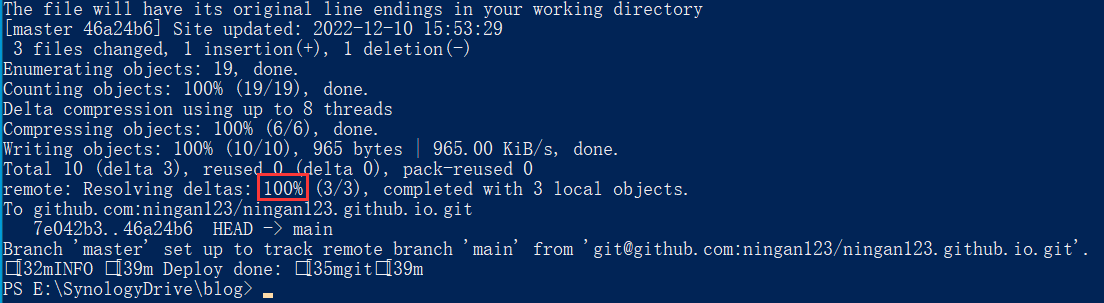 The file will have its original line endings in your working directory
[master 46a24b6] Site updated: 2022-12-10 15:53:29
 3 files changed, 1 insertion(+), 1 deletion(-)
Enumerating objects: 19, done.
Counting objects: 100% (19/19), done.
Delta compression using up to 8 threads
Compressing objects: 100% (6/6), done.
Writing objects: 100% (10/10), 965 bytes | 965.00 KiB/s, done.
Total 10 (delta 3), reused 0 (delta 0), pack-reused 0
remote: Resolving deltas: 100% (3/3), completed with 3 local objects.
To github.com:ningan123/ningan123.github.io.git
   7e042b3..46a24b6  HEAD -> main
Branch 'master' set up to track remote branch 'main' from 'git@github.com:ningan123/ningan123.github.io.git'.
□[32mINFO □[39m Deploy done: □[35mgit□[39m
PS E:\SynologyDrive\blog> _